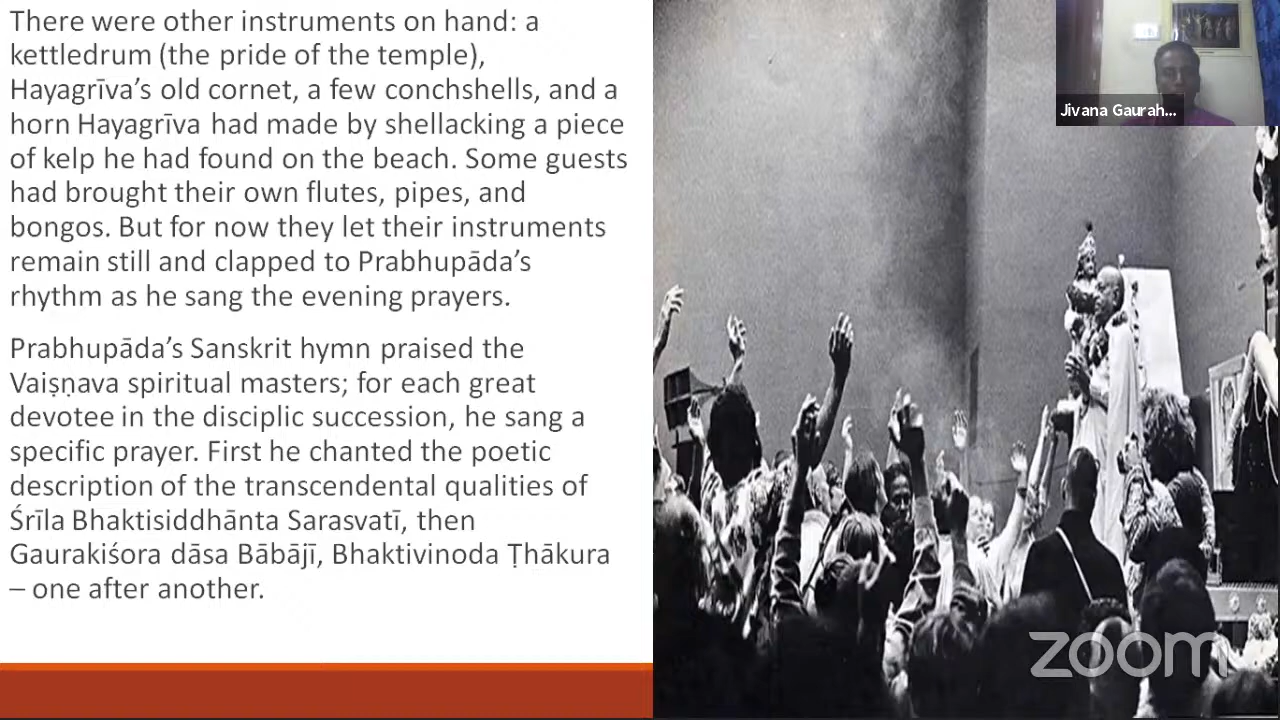 There were other instruments on hand: a
kettledrum (the pride of the temple),
Hayagrīva’s old cornet, a few conchshells, and a
horn Hayagrīva had made by shellacking a piece
of kelp he had found on the beach. Some guests
had brought their own flutes, pipes, and
bongos. But for now they let their instruments
remain still and clapped to Prabhupāda’s
rhythm as he sang the evening prayers.
Prabhupāda’s Sanskrit hymn praised the
Vaiṣṇava spiritual masters; for each great
devotee in the disciplic succession, he sang a
specific prayer. First he chanted the poetic
description of the transcendental qualities of
Śrīla Bhaktisiddhānta Sarasvatī, then
Gaurakiśora dāsa Bābājī, Bhaktivinoda Ṭhākura
– one after another.
Jivana Gaurah...
zoom